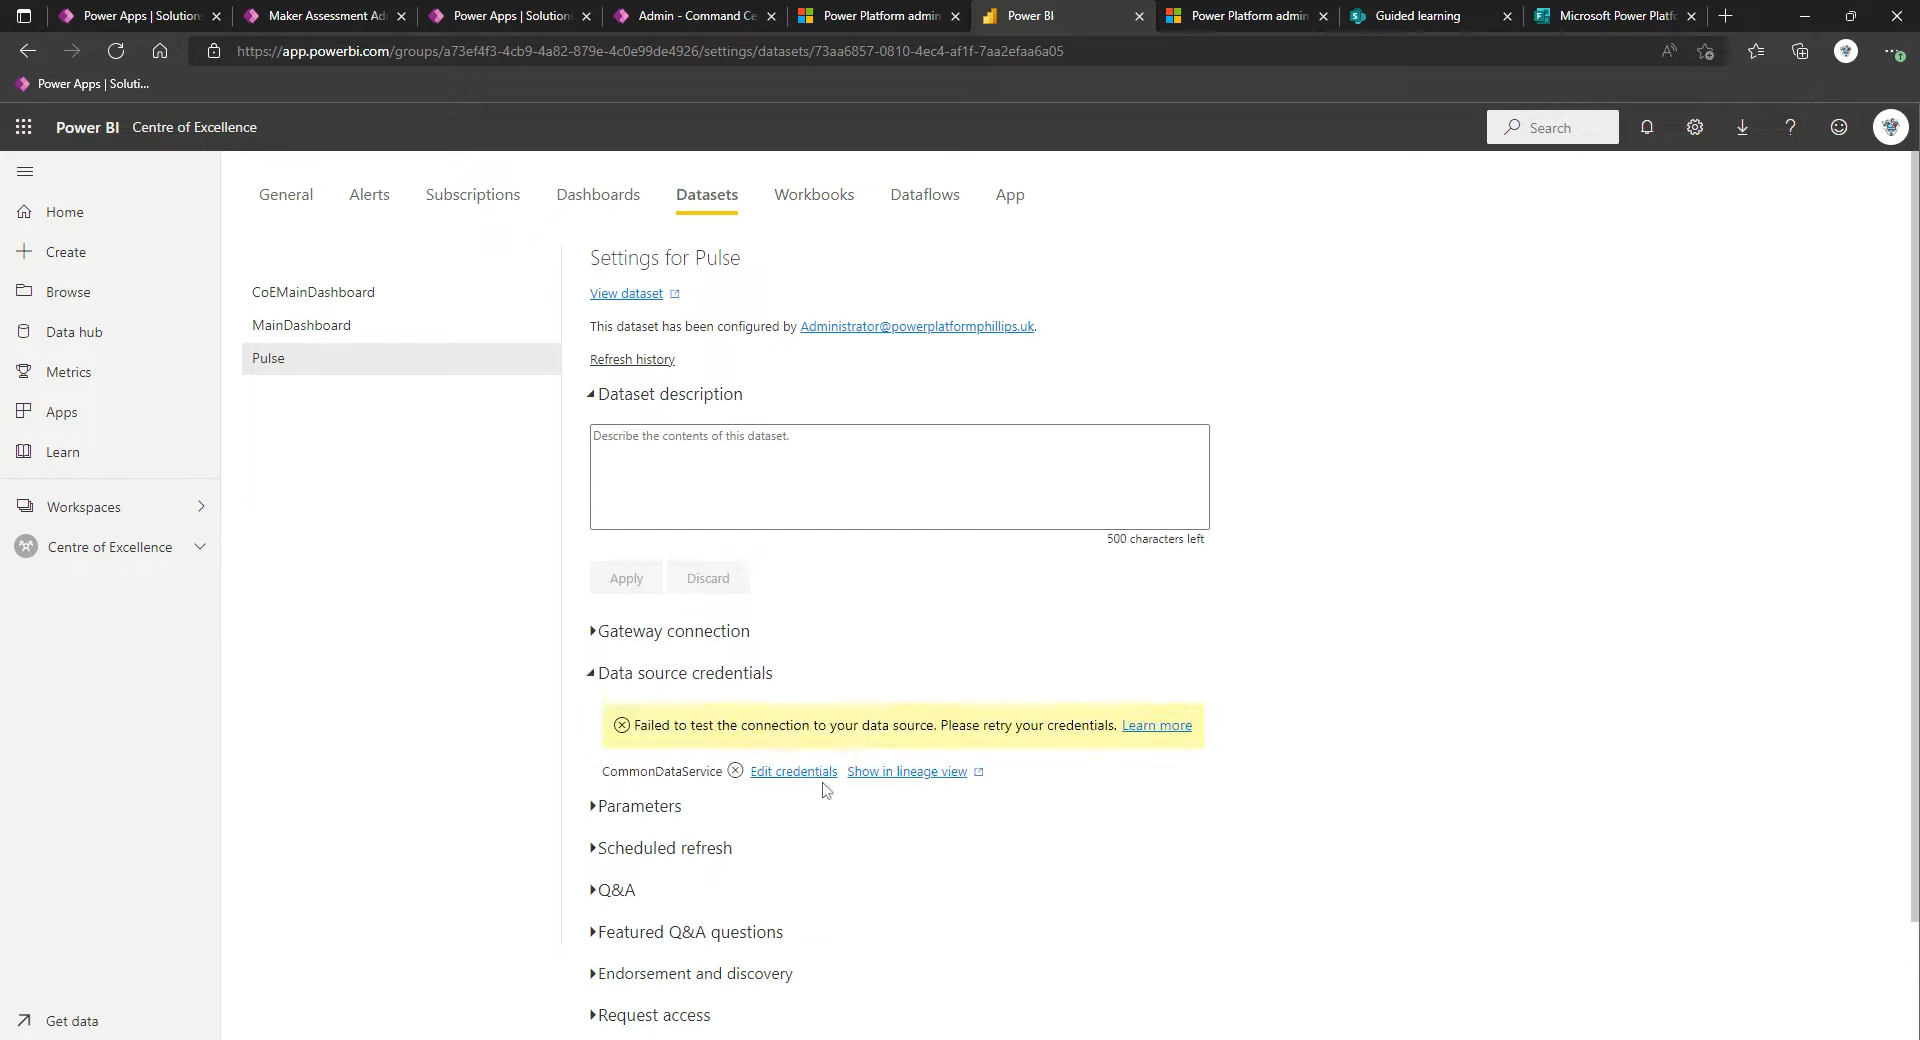 Power Apps | Solution
Maker Assessment Ad
Power Apps | Solution
Admin - Command Ce
Power Platform admin
Power BI
Power Platform admin
Guided learning
Microsoft Power Platf
https://app.powerbi.com/groups/a73ef4f3-4cb9-4a82-879e-4c0e99de4926/settings/datasets/73aa6857-0810-4ec4-af1f-7aa2efaa6a05
Power Apps | Soluti...
Power BI Centre of Excellence
Search
General
Alerts
Subscriptions
Dashboards
Datasets
Workbooks
Dataflows
App
Home
Create
Browse
Data hub
Metrics
Apps
Learn
Workspaces
Centre of Excellence
Get data
CoEMainDashboard
MainDashboard
Pulse
Settings for Pulse
View dataset
This dataset has been configured by Administrator@powerplatformphillips.uk.
Refresh history
Dataset description
Describe the contents of this dataset.
500 characters left
Apply
Discard
Gateway connection
Data source credentials
Failed to test the connection to your data source. Please retry your credentials. Learn more
CommonDataService Edit credentials Show in lineage view
Parameters
Scheduled refresh
Q&A
Featured Q&A questions
Endorsement and discovery
Request access